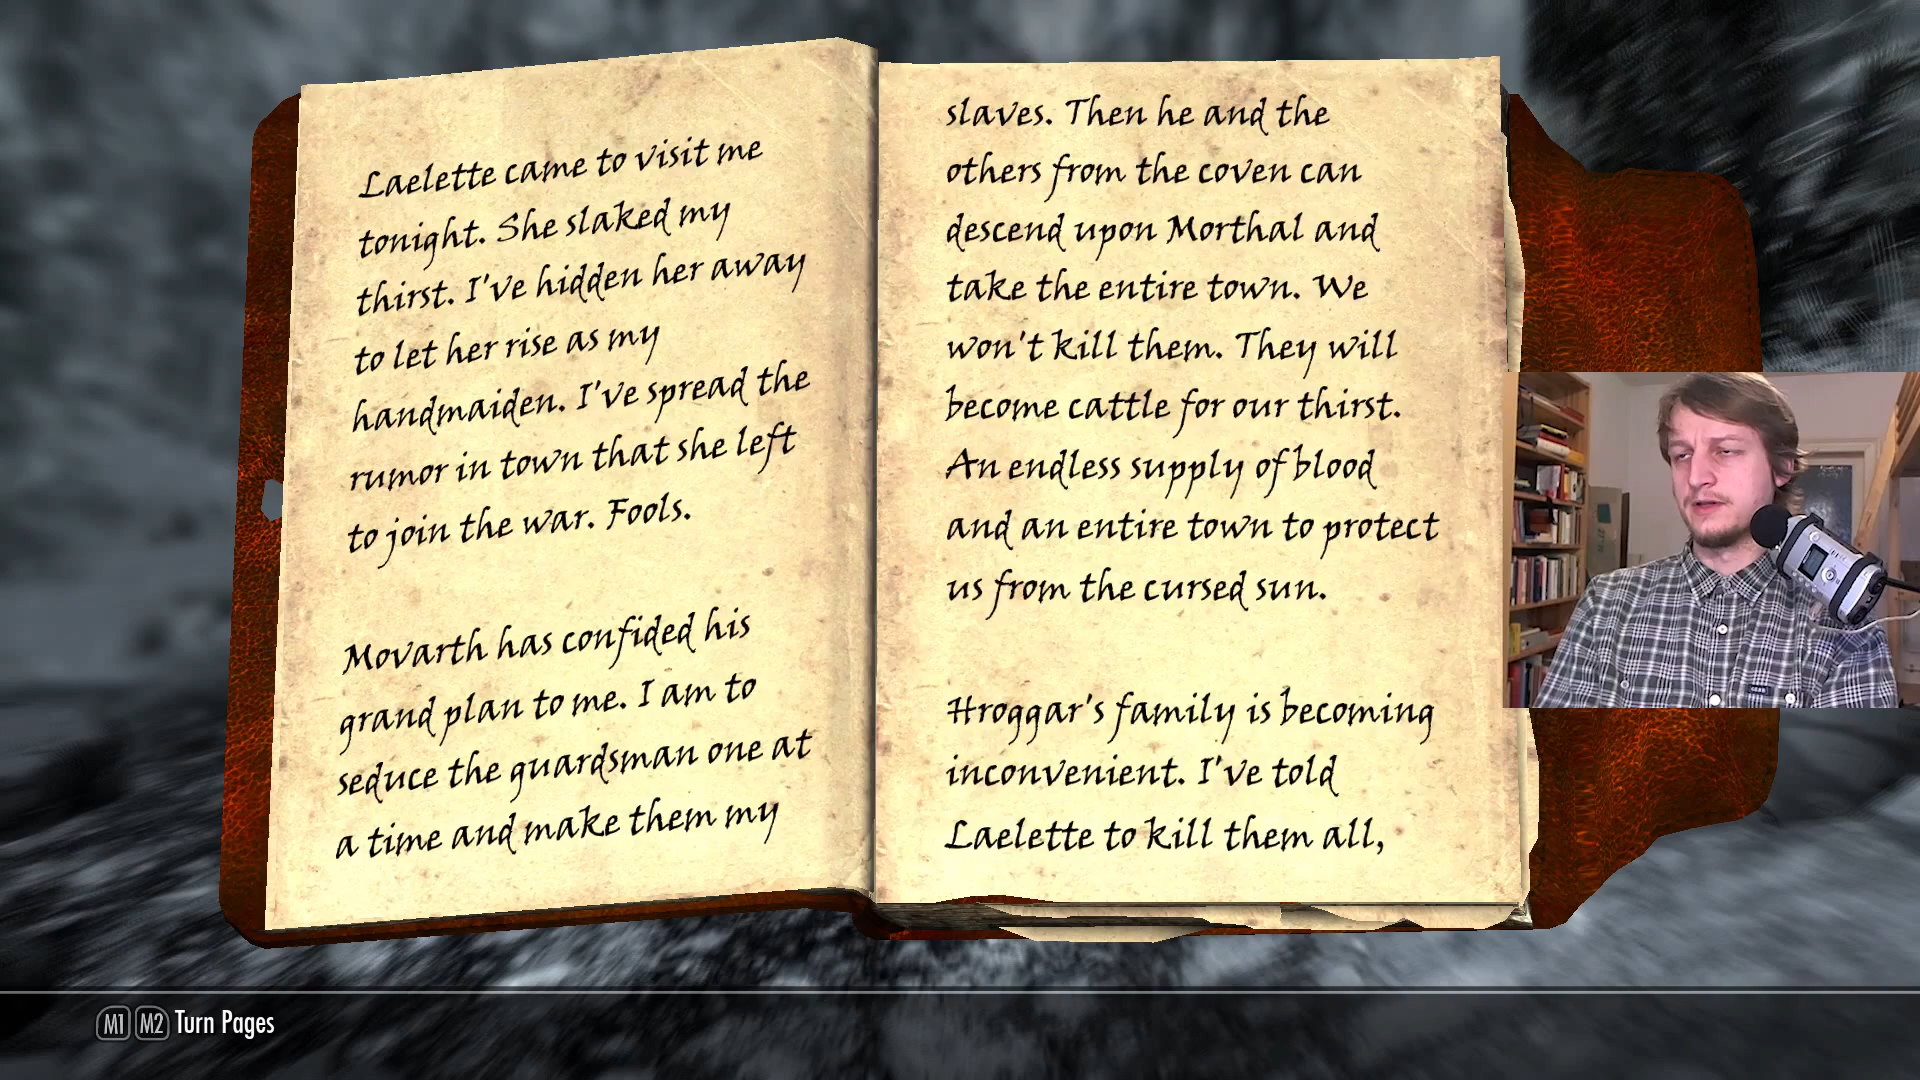 Laelette came to visit me
tonight. She slaked my
thirst. I've hidden her away
to let her rise as my
handmaiden. I've spread the
rumor in town that she left
to join the war. Fools.
Movarth has confided his
grand plan to me. I am to
seduce the guardsman one at
a time and make them my
slaves. Then he and the
others from the coven can
descend upon Morthal and
take the entire town. We
won't kill them. They will
become cattle for our thirst.
An endless supply of blood
and an entire town to protect
us from the cursed sun.
Hroggar's family is becoming
inconvenient. I've told
Laelette to kill them all,
M1 M2 Turn Pages